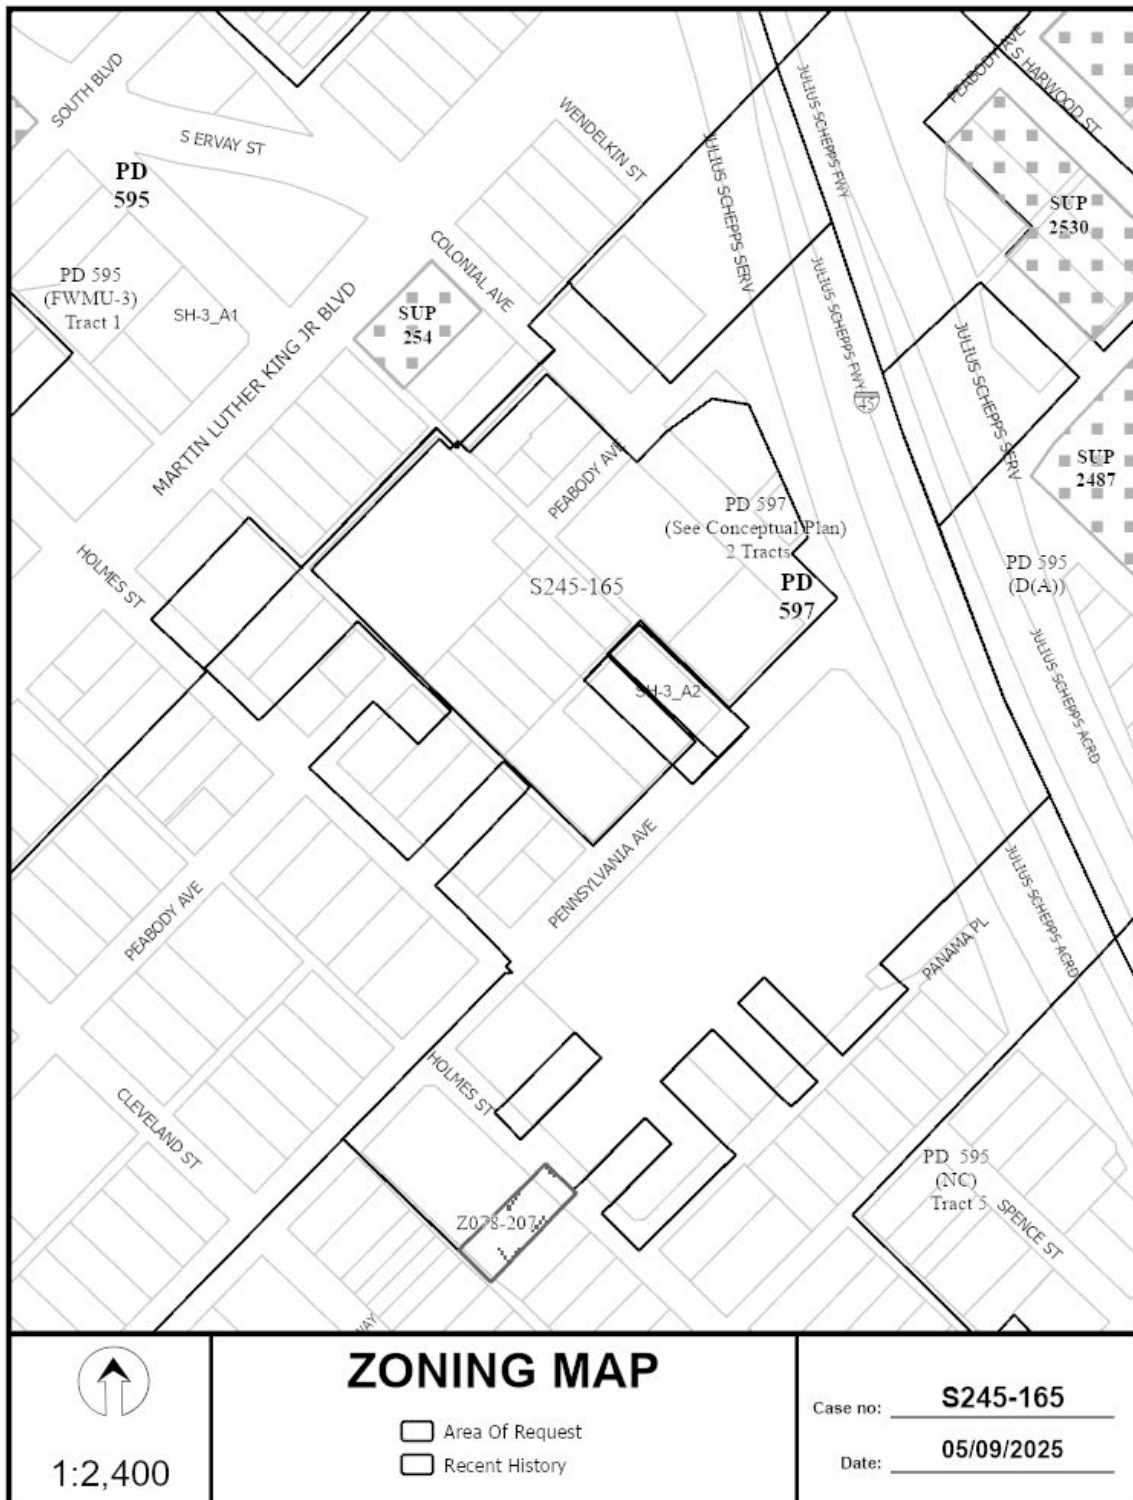 SOUTH BLVD
S ERVAY ST
WENDELKIN ST
PEABODY AVE
S HARWOOD ST
JULIUS SCHEPPS FWY
JULIUS SCHEPPS SERV
PD
595
SUP
2530
COLONIAL AVE
PD 595
(FWMU-3)
Tract 1
SH-3_A1
SUP
254
MARTIN LUTHER KING JR BLVD
JULIUS SCHEPPS FWY
45
JULIUS SCHEPPS SERV
SUP
2487
PEABODY AVE
PD 597
(See Conceptual Plan)
2 Tracts
PD
597
S245-165
PD 595
(D(A))
HOLMES ST
SH-3_A2
JULIUS SCHEPPS ACRD
PENNSYLVANIA AVE
JULIUS SCHEPPS ACRD
PEABODY AVE
PANAMA PL
HOLMES ST
CLEVELAND ST
PD 595
(NC)
Tract 5
SPENCE ST
Z078-207
1:2,400
ZONING MAP
Area Of Request
Recent History
Case no: S245-165
Date: 05/09/2025